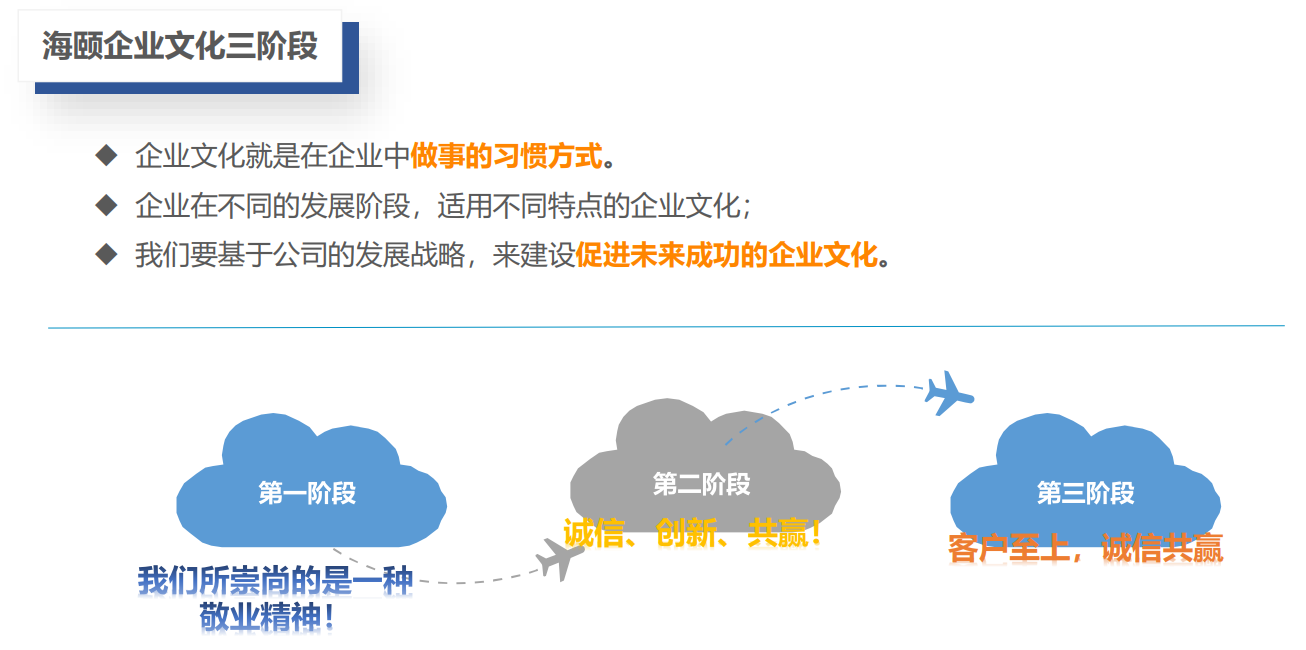 海颐企业文化三阶段
◆ 企业文化就是在企业中做事的习惯方式。
◆ 企业在不同的发展阶段，适用不同特点的企业文化；
◆ 我们要基于公司的发展战略，来建设促进未来成功的企业文化。
第一阶段
我们所崇尚的是一种
敬业精神！
第二阶段
诚信、创新、共赢！
第三阶段
客户至上，诚信共赢